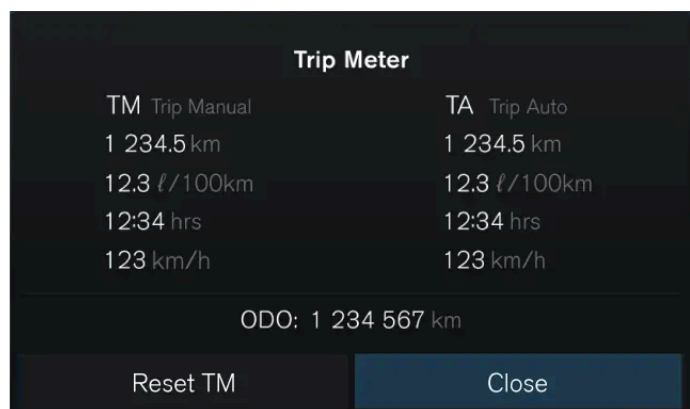 Trip Meter
TM Trip Manual
1 234.5 km
12.3 ℓ/100km
12:34 hrs
123 km/h
TA Trip Auto
1 234.5 km
12.3 ℓ/100km
12:34 hrs
123 km/h
ODO: 1 234 567 km
Reset TM
Close